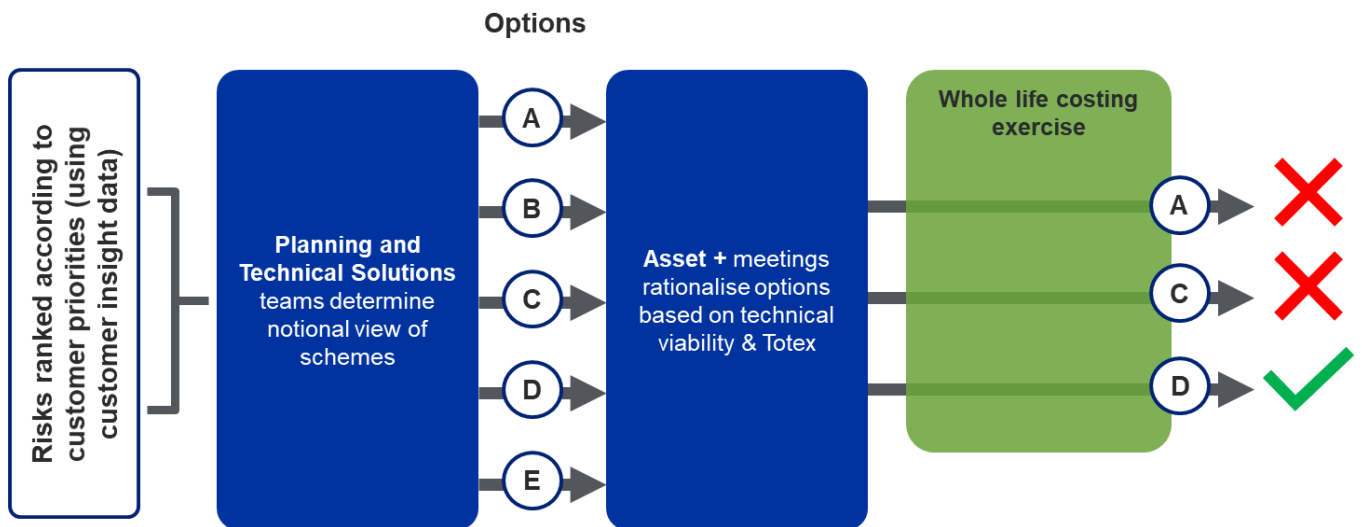 Options
Risks ranked according to
customer priorities (using
customer insight data)
Planning and
Technical Solutions
teams determine
notional view of
schemes
A
B
C
D
E
Asset + meetings
rationalise options
based on technical
viability & Totex
Whole life costing
exercise
A
C
D